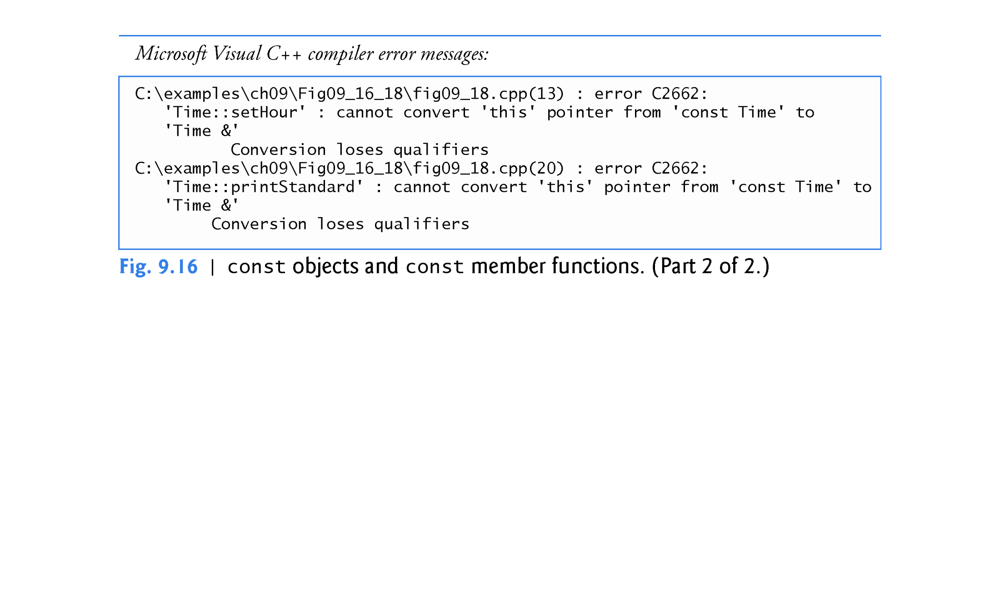 Microsoft Visual C++ compiler error messages:
C:\examples\ch09\Fig09_16_18\fig09_18.cpp(13) : error C2662:
'Time::setHour' : cannot convert 'this' pointer from 'const Time' to
'Time &'
Conversion loses qualifiers
C:\examples\ch09\Fig09_16_18\fig09_18.cpp(20) : error C2662:
'Time::printStandard' : cannot convert 'this' pointer from 'const Time' to
'Time &'
Conversion loses qualifiers
Fig. 9.16 | const objects and const member functions. (Part 2 of 2.)